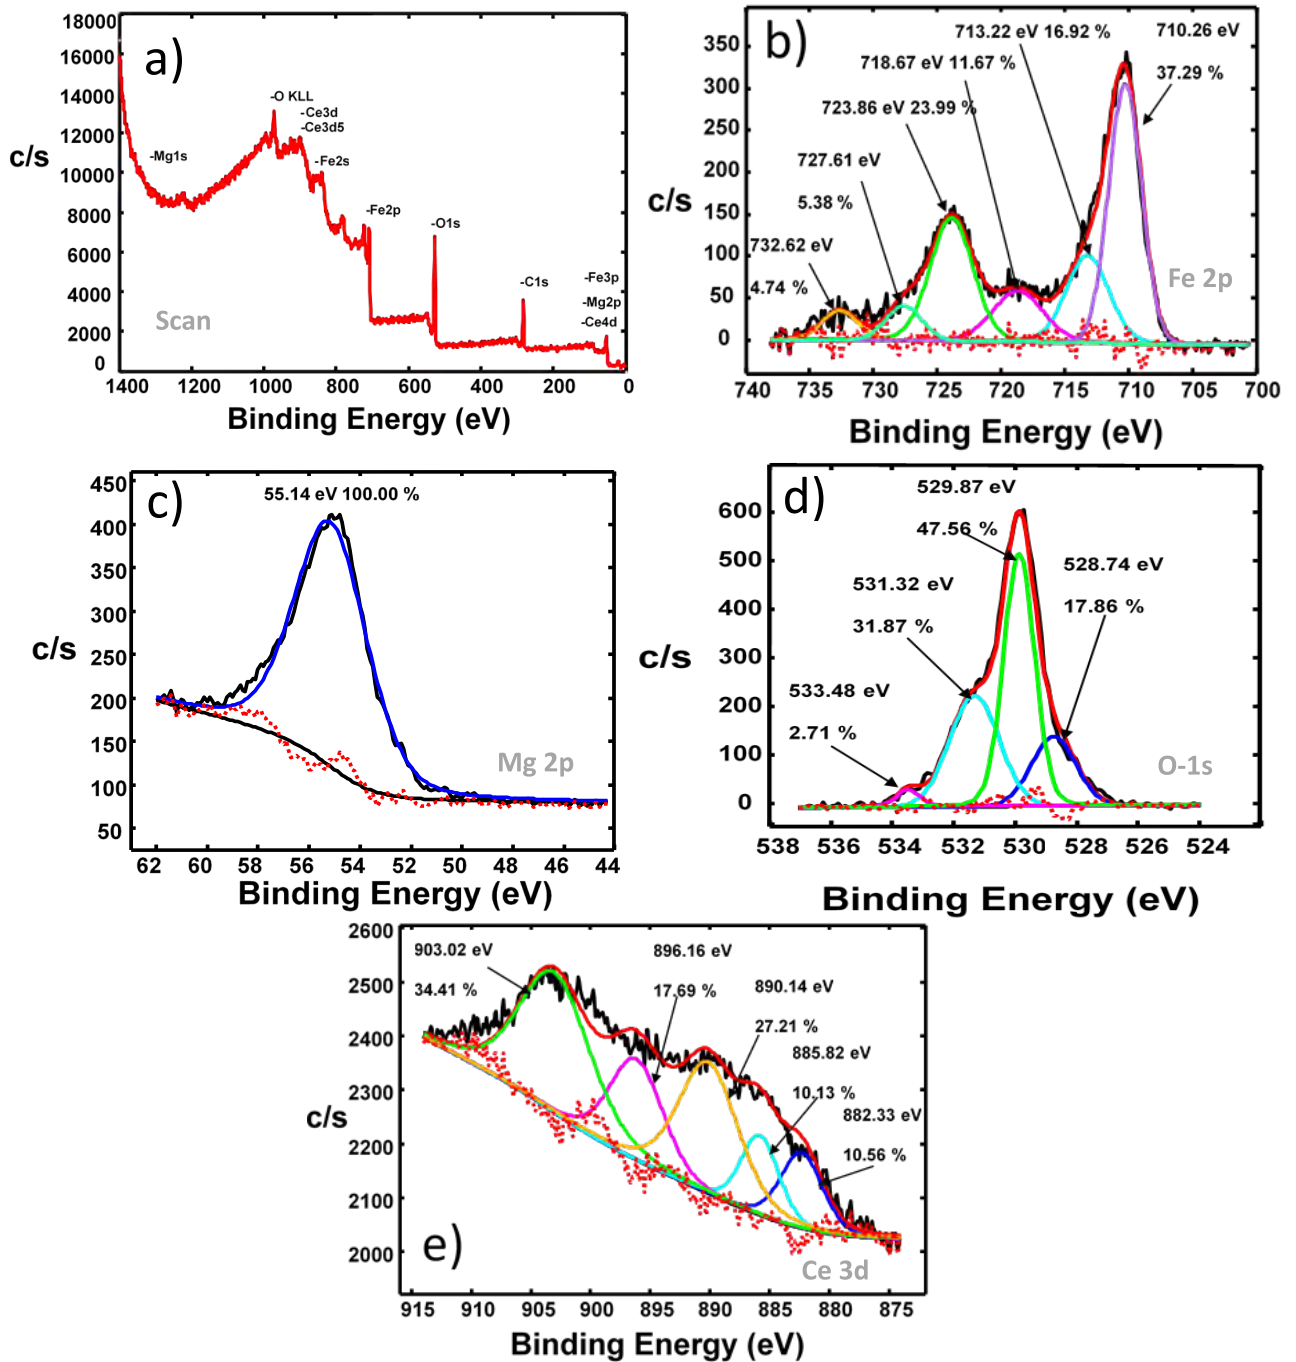 a)
18000
16000
14000
12000
10000
8000
6000
4000
2000
0
c/s
-Mg1s
-O KLL
-Ce3d
-Ce3d5
-Fe2s
-Fe2p
-O1s
-C1s
-Fe3p
-Mg2p
-Ce4d
Scan
1400 1200 1000 800 600 400 200 0
Binding Energy (eV)
b)
350
300
250
200
150
100
50
0
c/s
713.22 eV 16.92 %
710.26 eV
37.29 %
718.67 eV 11.67 %
723.86 eV 23.99 %
727.61 eV
5.38 %
732.62 eV
4.74 %
Fe 2p
740 735 730 725 720 715 710 705 700
Binding Energy (eV)
c)
450
400
350
300
250
200
150
100
50
c/s
55.14 eV 100.00 %
Mg 2p
62 60 58 56 54 52 50 48 46 44
Binding Energy (eV)
d)
600
500
400
300
200
100
0
c/s
529.87 eV
47.56 %
528.74 eV
17.86 %
531.32 eV
31.87 %
533.48 eV
2.71 %
O-1s
538 536 534 532 530 528 526 524
Binding Energy (eV)
2600
2500
2400
2300
2200
2100
2000
c/s
903.02 eV
34.41 %
896.16 eV
17.69 %
890.14 eV
27.21 %
885.82 eV
10.13 %
882.33 eV
10.56 %
e)
Ce 3d
915 910 905 900 895 890 885 880 875
Binding Energy (eV)